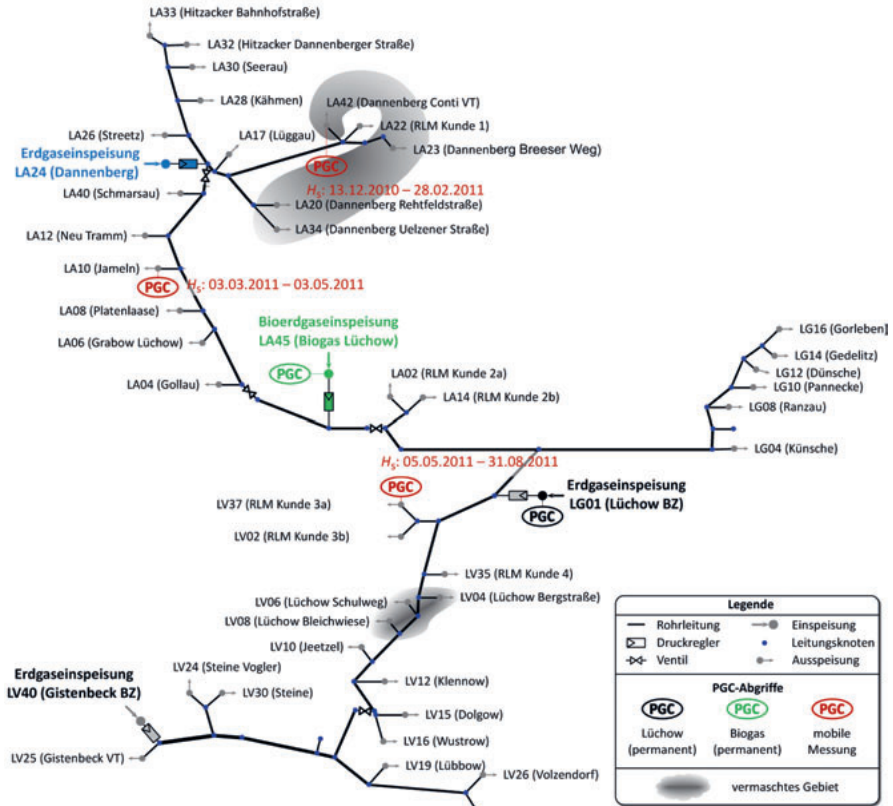 LA33 (Hitzacker Bahnhofstraße)
LA32 (Hitzacker Dannenberger Straße)
LA30 (Seerau)
LA28 (Kähmen)
LA42 (Dannenberg Conti VT)
LA26 (Streetz)
LA17 (Lüggau)
LA22 (RLM Kunde 1)
LA23 (Dannenberg Breeser Weg)
Erdgaseinspeisung
LA24 (Dannenberg)
PGC
Hs: 13.12.2010 – 28.02.2011
LA40 (Schmarsau)
LA20 (Dannenberg Rehtfeldstraße)
LA12 (Neu Tramm)
LA34 (Dannenberg Uelzener Straße)
LA10 (Jameln)
PGC
Hs: 03.03.2011 – 03.05.2011
LA08 (Platenlaase)
LA06 (Grabow Lüchow)
Bioerdgaseinspeisung
LA45 (Biogas Lüchow)
PGC
LG16 (Gorleben)
LG14 (Gedelitz)
LG12 (Dünsche)
LG10 (Pannecke)
LG08 (Ranzau)
LG04 (Künsche)
LA04 (Gollau)
LA02 (RLM Kunde 2a)
LA14 (RLM Kunde 2b)
Hs: 05.05.2011 – 31.08.2011
PGC
Erdgaseinspeisung
LG01 (Lüchow BZ)
PGC
LV37 (RLM Kunde 3a)
LV02 (RLM Kunde 3b)
LV35 (RLM Kunde 4)
LV06 (Lüchow Schulweg)
LV04 (Lüchow Bergstraße)
LV08 (Lüchow Bleichwiese)
LV10 (Jeetzel)
LV12 (Klennow)
Erdgaseinspeisung
LV40 (Gistenbeck BZ)
LV24 (Steine Vogler)
LV30 (Steine)
LV15 (Dolgow)
LV16 (Wustrow)
LV25 (Gistenbeck VT)
LV19 (Lübbow)
LV26 (Volzendorf)
Legende
Rohrleitung
Einspeisung
Druckregler
Leitungsknoten
Ventil
Ausspeisung
PGC-Abgriffe
PGC PGC PGC
Lüchow Biogas mobile
(permanent) (permanent) Messung
vermaschtes Gebiet